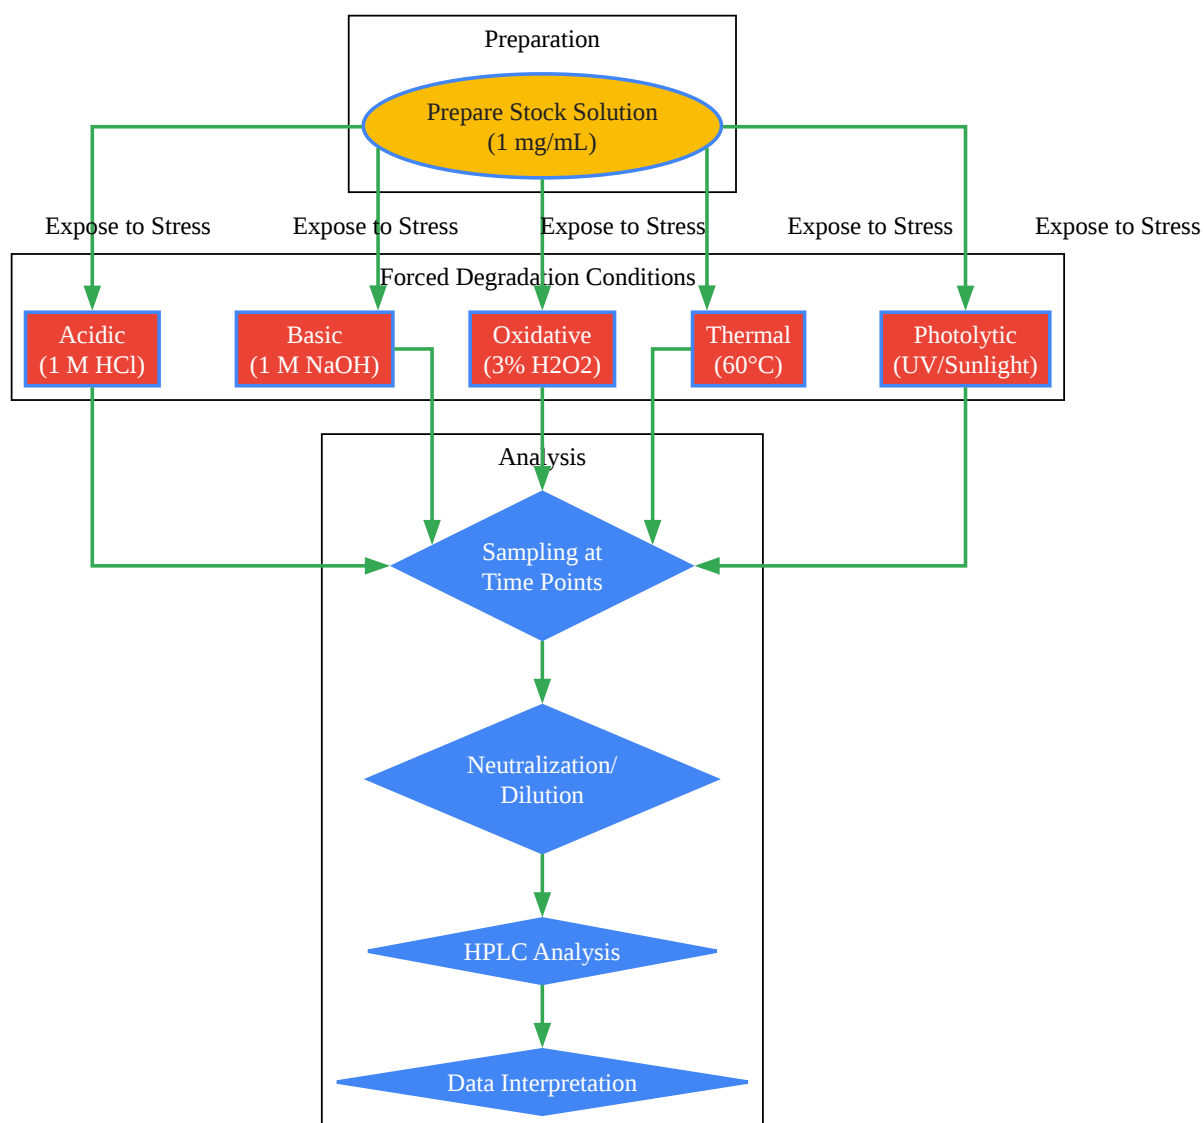 Preparation
Prepare Stock Solution
(1 mg/mL)
Expose to Stress
Expose to Stress
Expose to Stress
Expose to Stress
Expose to Stress
Forced Degradation Conditions
Acidic
(1 M HCl)
Basic
(1 M NaOH)
Oxidative
(3% H2O2)
Thermal
(60°C)
Photolytic
(UV/Sunlight)
Analysis
Sampling at
Time Points
Neutralization/
Dilution
HPLC Analysis
Data Interpretation